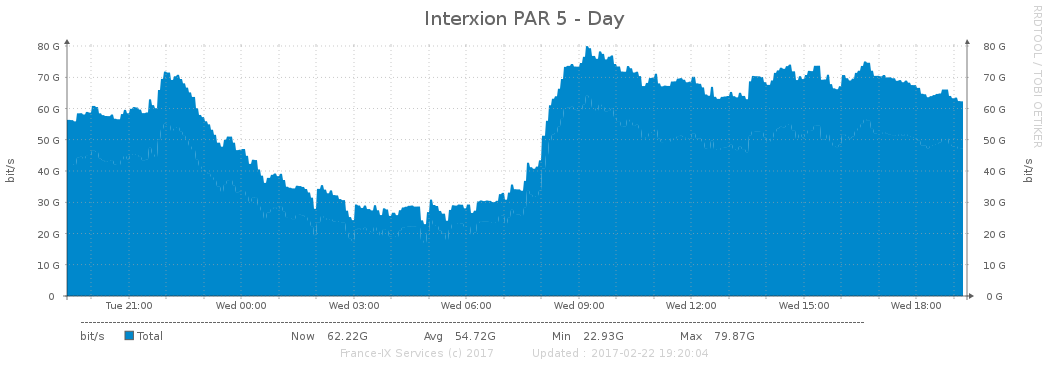 Interxion PAR 5 - Day
RRDTOOL / TOBI OETIKER
bit/s
80 G
70 G
60 G
50 G
40 G
30 G
20 G
10 G
0
80 G
70 G
60 G
50 G
40 G
30 G
20 G
10 G
0 G
bit/s
Tue 21:00 Wed 00:00 Wed 03:00 Wed 06:00 Wed 09:00 Wed 12:00 Wed 15:00 Wed 18:00
bit/s Total Now 62.22G Avg 54.72G Min 22.93G Max 79.87G
France-IX Services (c) 2017 Updated : 2017-02-22 19:20:04